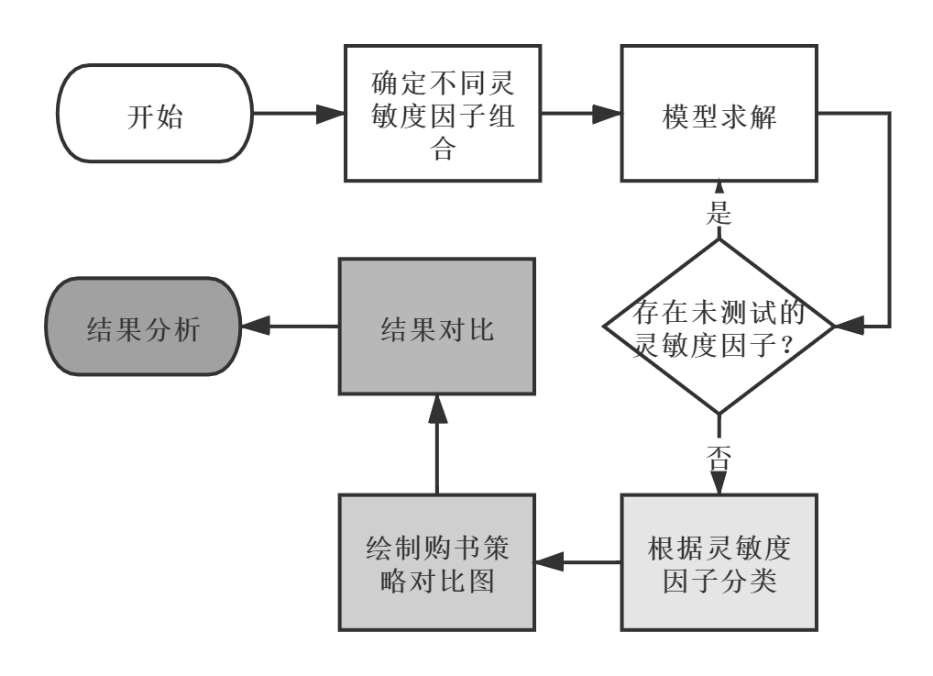 开始
确定不同灵
敏度因子组
合
模型求解
是
存在未测试的
灵敏度因子？
否
根据灵敏度
因子分类
绘制购书策
略对比图
结果对比
结果分析